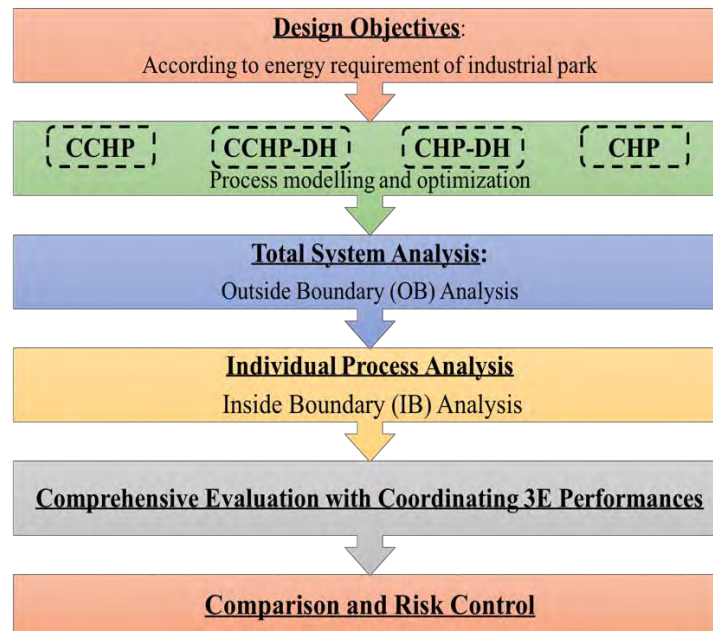 Design Objectives:
According to energy requirement of industrial park
CCHP CCHP-DH CHP-DH CHP
Process modelling and optimization
Total System Analysis:
Outside Boundary (OB) Analysis
Individual Process Analysis
Inside Boundary (IB) Analysis
Comprehensive Evaluation with Coordinating 3E Performances
Comparison and Risk Control